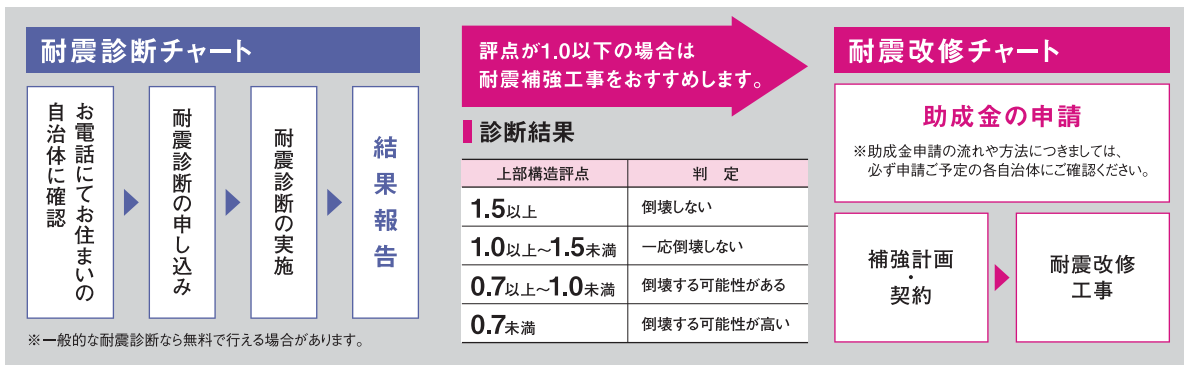 耐震診断チャート
お電話にてお住まいの
自治体に確認
耐震診断の申し込み
耐震診断の実施
結果報告
※一般的な耐震診断なら無料で行える場合があります。
評点が1.0以下の場合は
耐震補強工事をおすすめします。
診断結果
上部構造評点 判 定
1.5以上 倒壊しない
1.0以上～1.5未満 一応倒壊しない
0.7以上～1.0未満 倒壊する可能性がある
0.7未満 倒壊する可能性が高い
耐震改修チャート
助成金の申請
※助成金申請の流れや方法につきましては、
必ず申請ご予定の各自治体にご確認ください。
補強計画
・
契約
耐震改修
工事